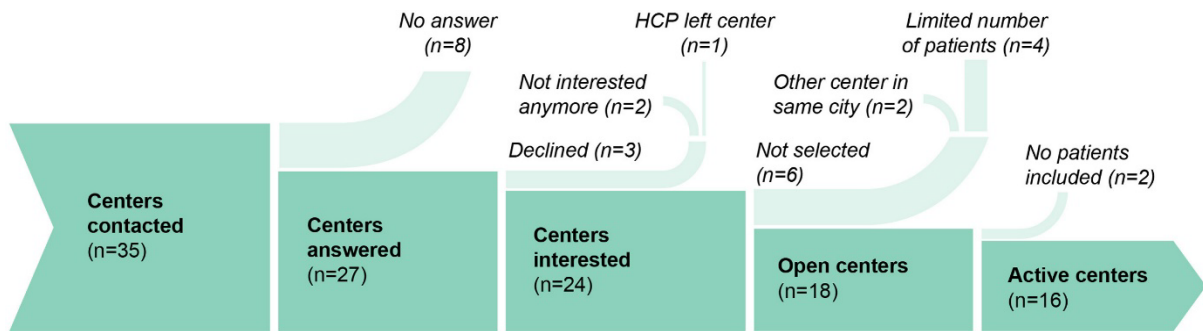 No answer
(n=8)
HCP left center
(n=1)
Limited number
of patients (n=4)
Not interested
anymore (n=2)
Other center in
same city (n=2)
Declined (n=3)
Not selected
(n=6)
No patients
included (n=2)
Centers
contacted
(n=35)
Centers
answered
(n=27)
Centers
interested
(n=24)
Open centers
(n=18)
Active centers
(n=16)